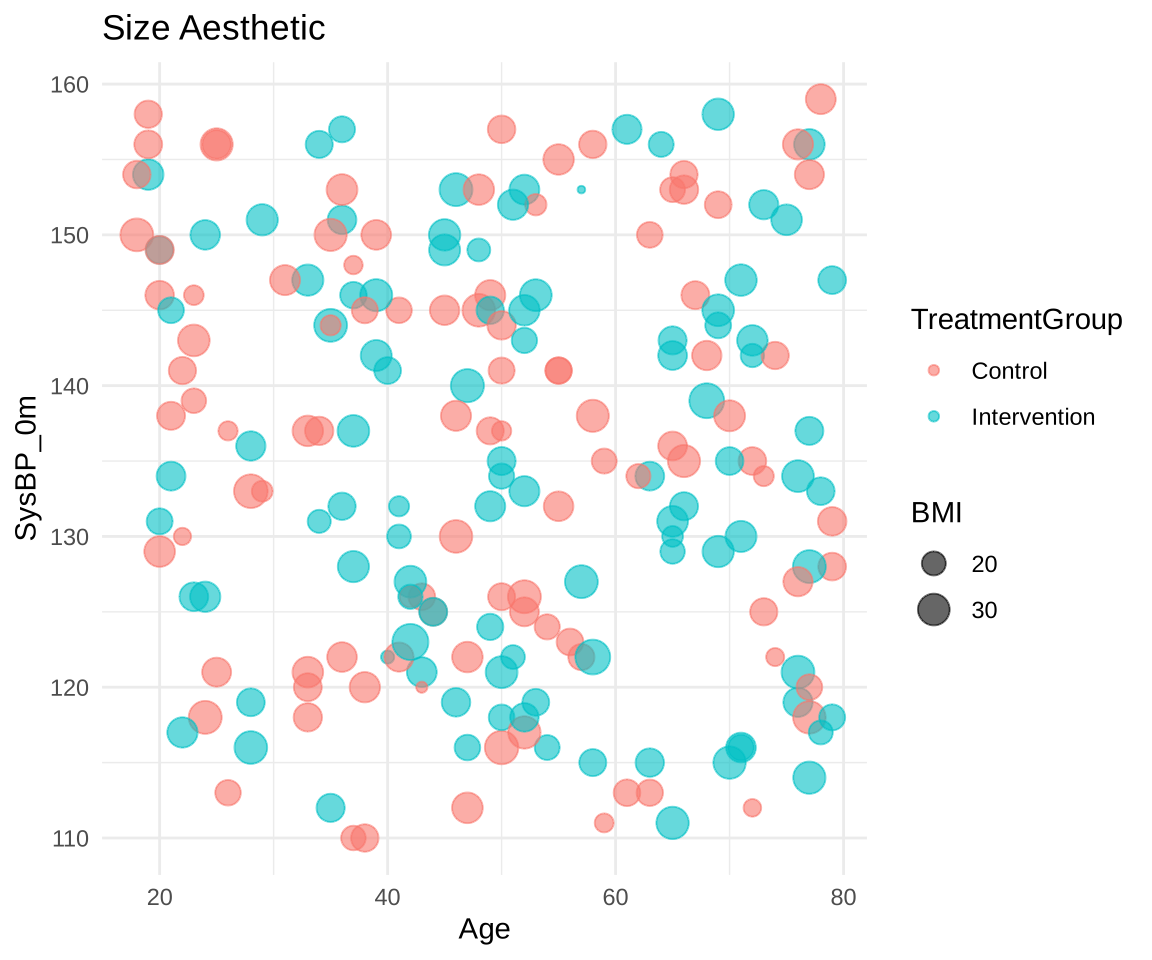 Size Aesthetic
SysBP_0m
160
150
140
130
120
110
20
40
60
80
Age
TreatmentGroup
Control
Intervention
BMI
20
30